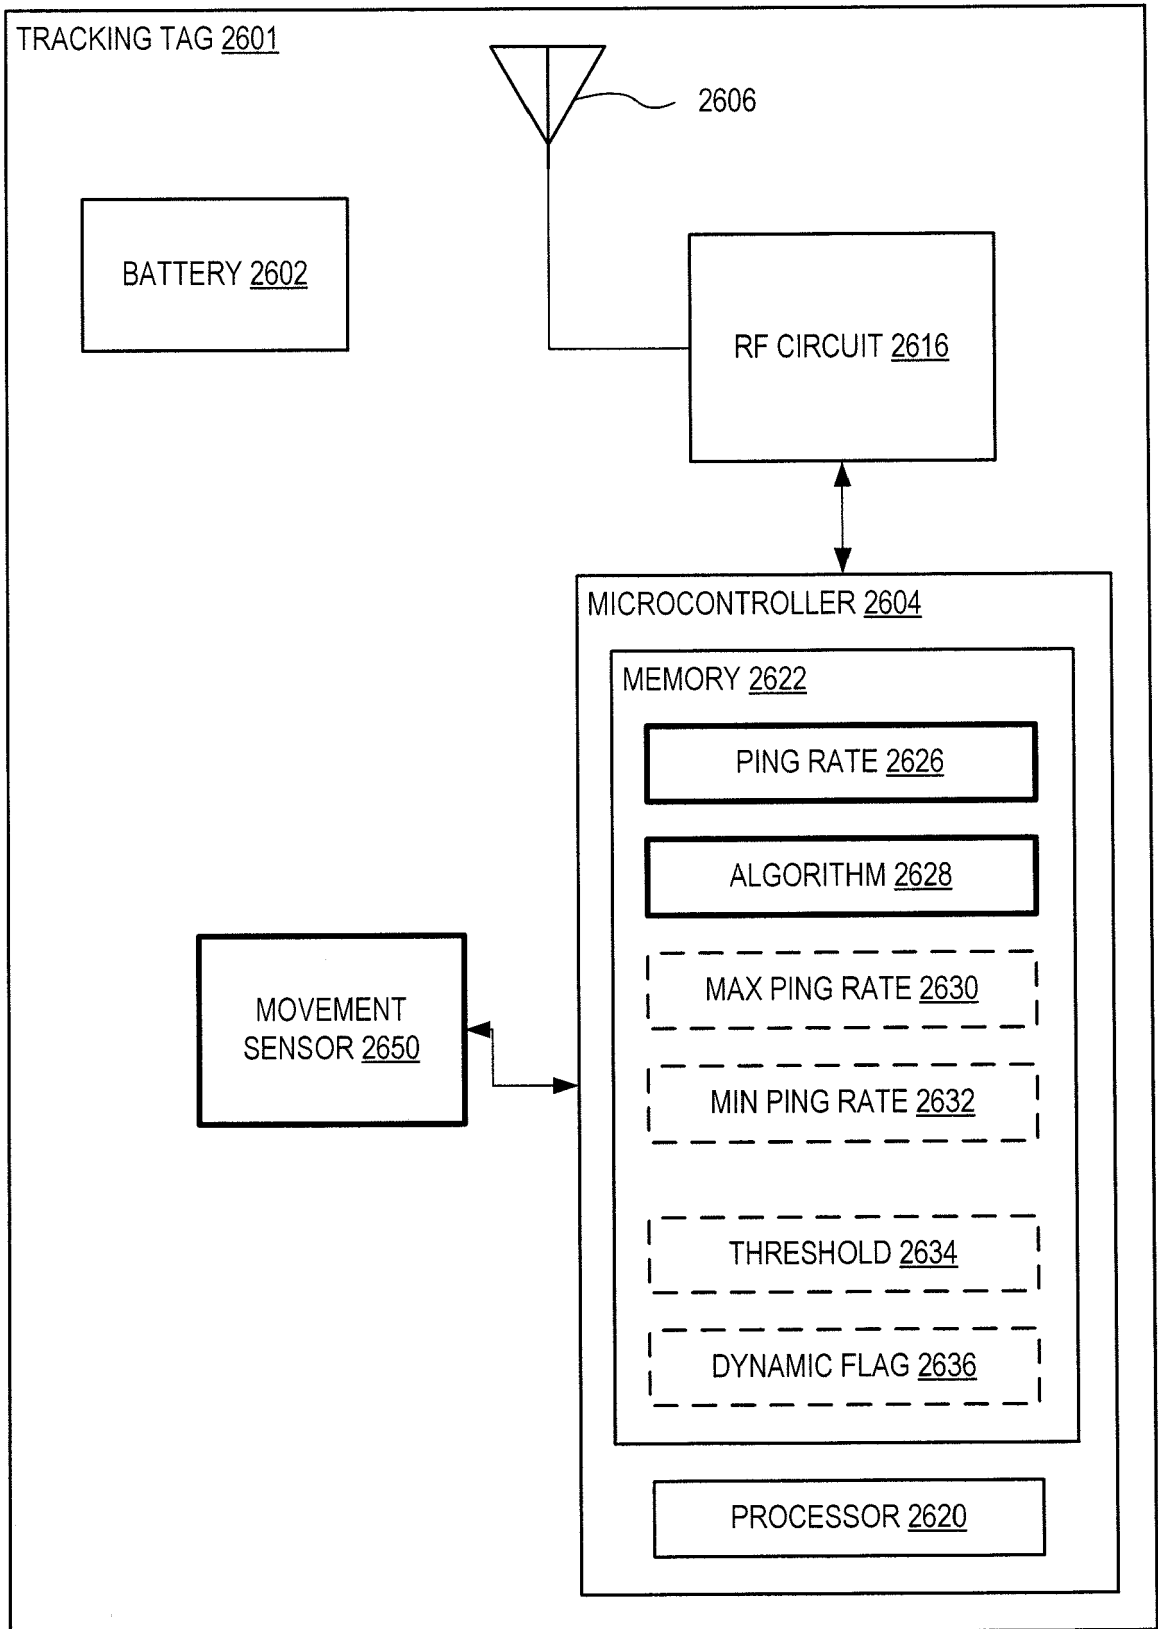 TRACKING TAG 2601
2606
BATTERY 2602
RF CIRCUIT 2616
MICROCONTROLLER 2604
MEMORY 2622
PING RATE 2626
ALGORITHM 2628
MOVEMENT
SENSOR 2650
MAX PING RATE 2630
MIN PING RATE 2632
THRESHOLD 2634
DYNAMIC FLAG 2636
PROCESSOR 2620